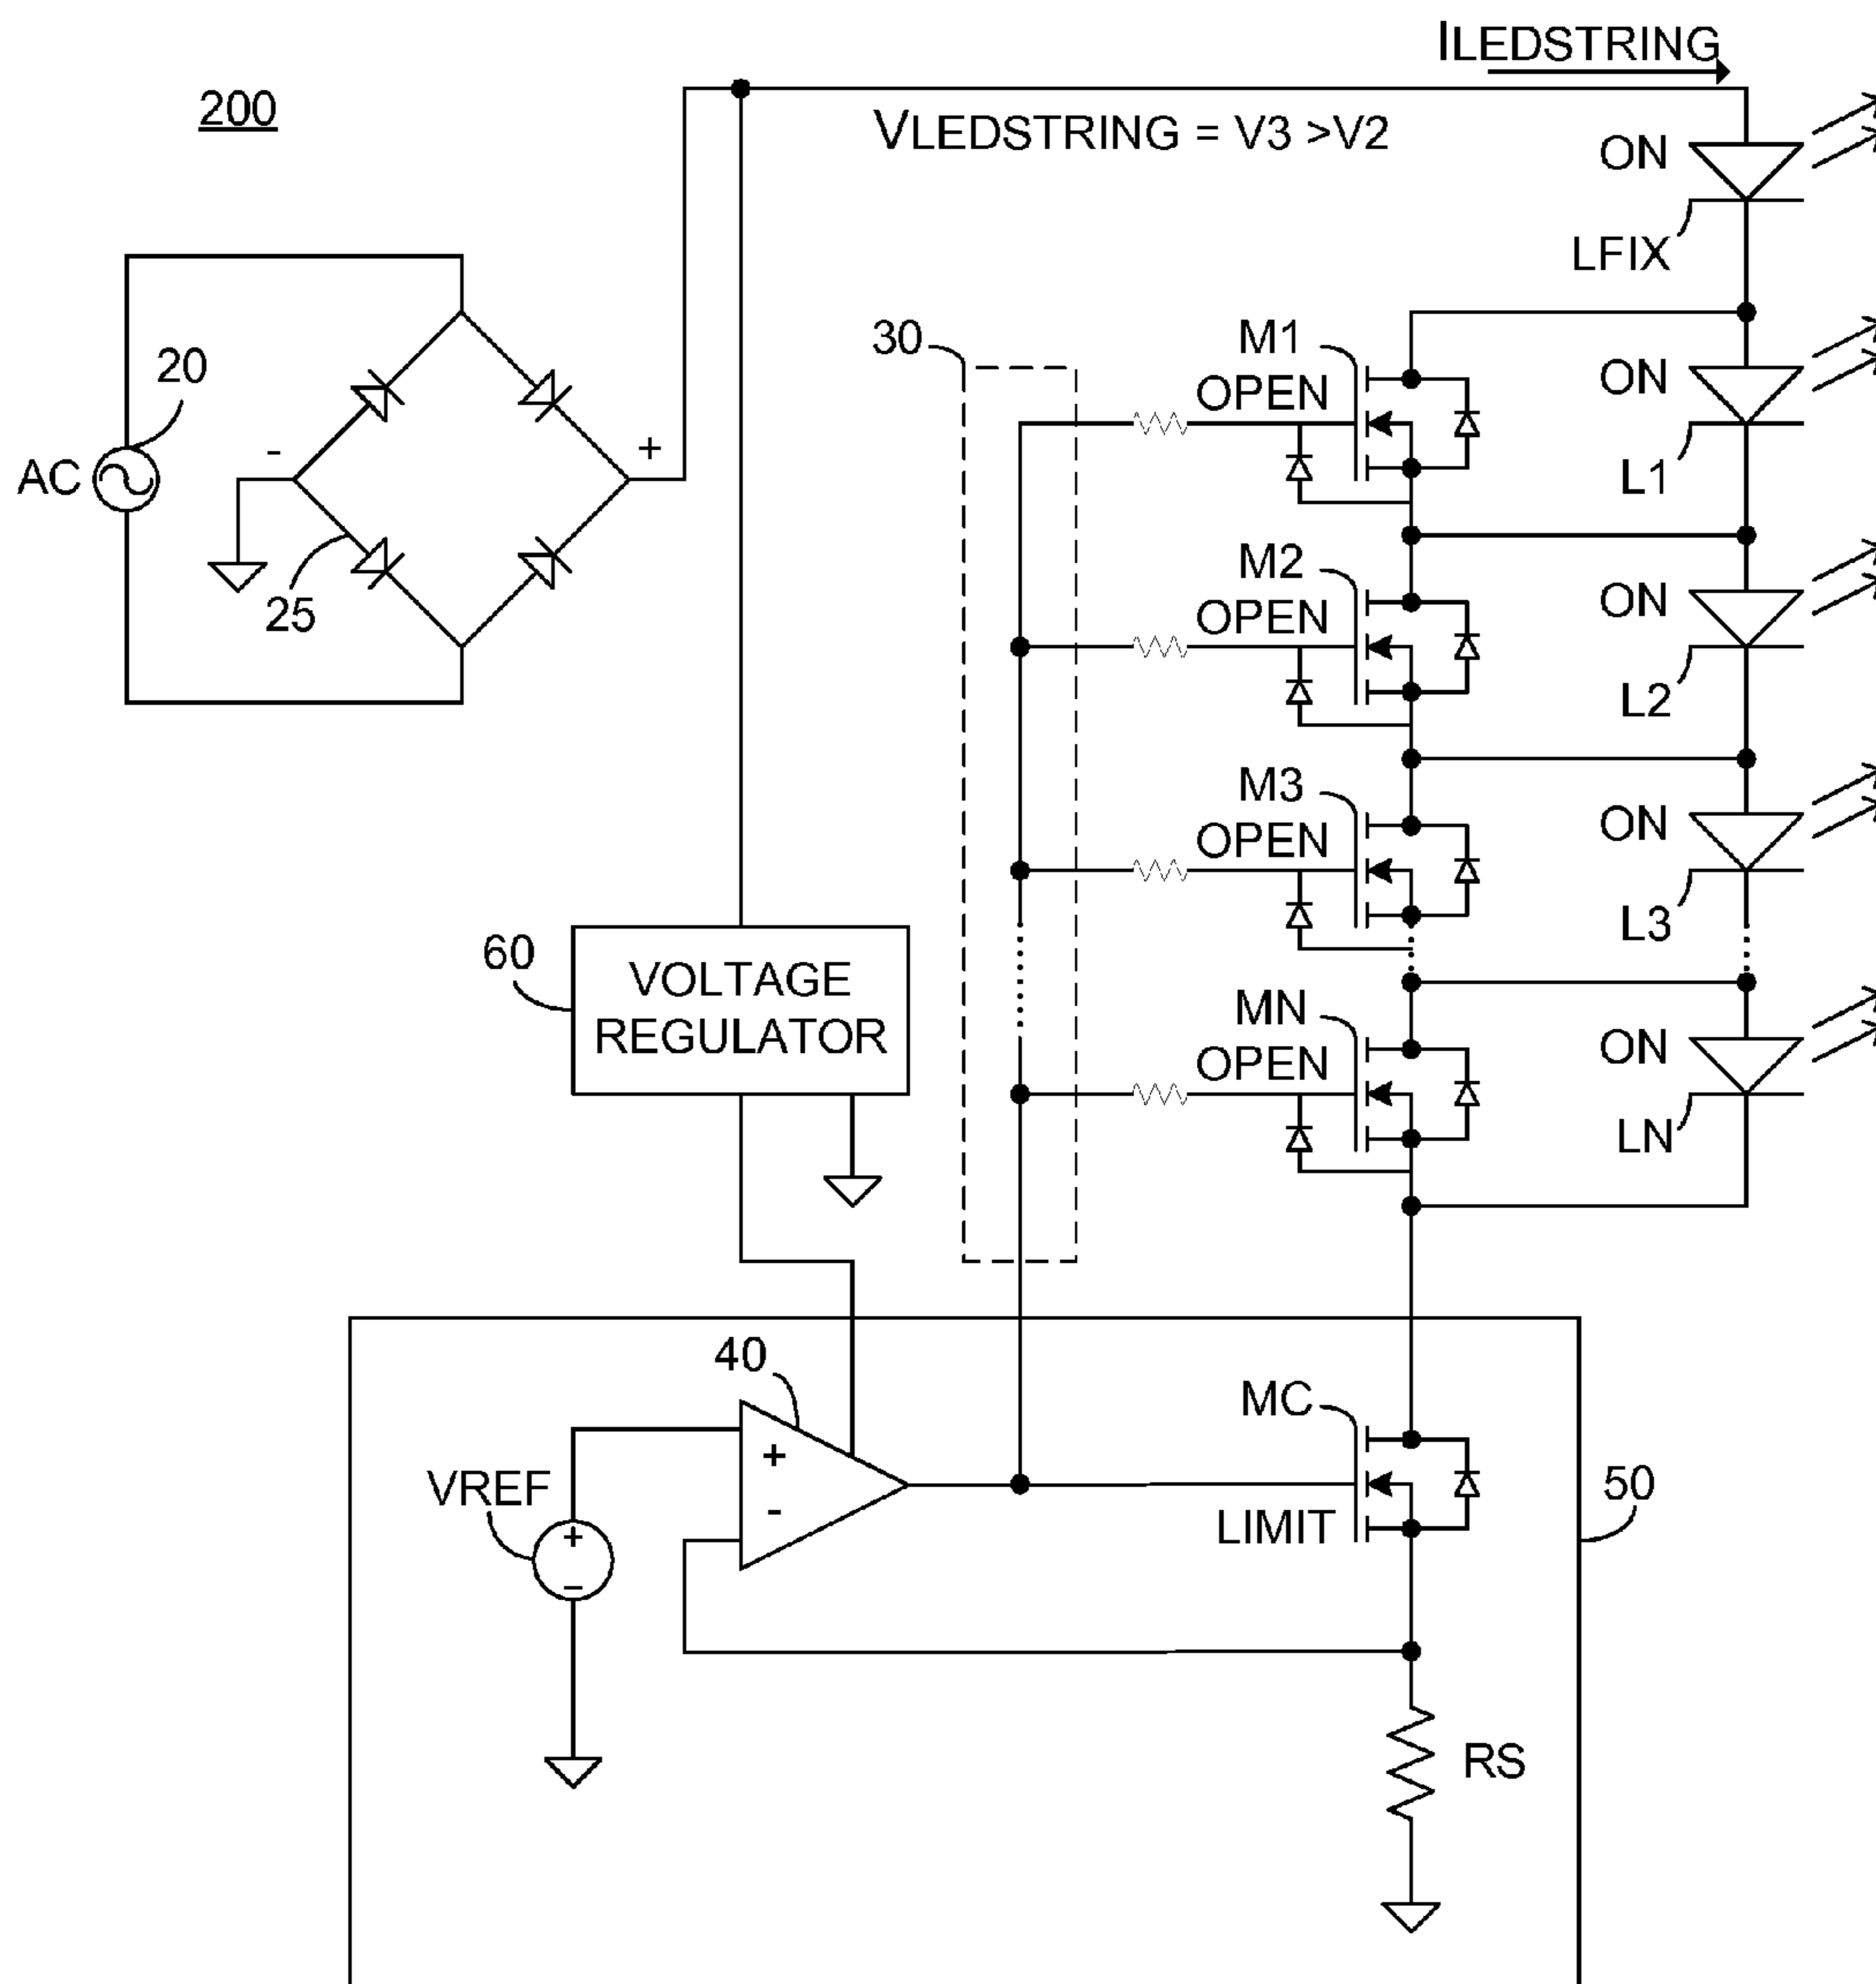 ILEDSTRING
200
VLEDSTRING = V3 >V2
ON
LFIX
20
AC
-
+
25
30
M1
OPEN
ON
L1
M2
OPEN
ON
L2
M3
OPEN
ON
L3
60
VOLTAGE
REGULATOR
MN
OPEN
ON
LN
40
MC
LIMIT
50
VREF
+
-
+
–
RS